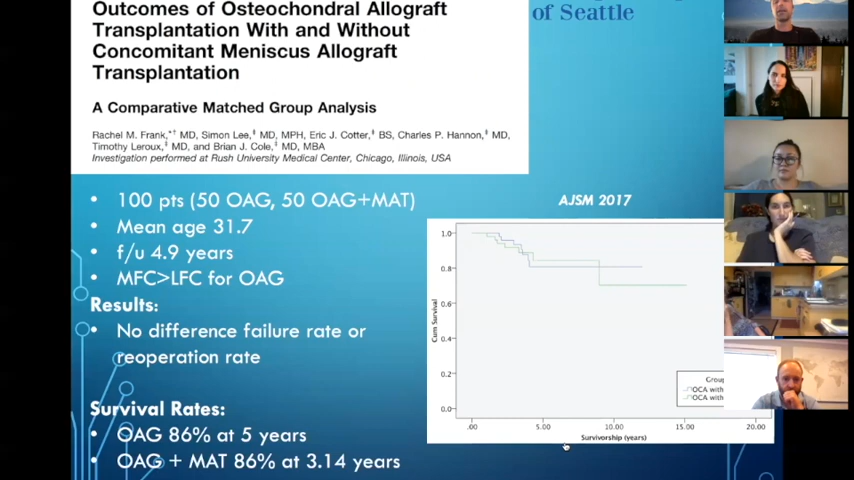 Outcomes of Osteochondral Allograft
Transplantation With and Without
Concomitant Meniscus Allograft
Transplantation
of Seattle
A Comparative Matched Group Analysis
Rachel M. Frank,*† MD, Simon Lee,‡ MD, MPH, Eric J. Cotter,‡ BS, Charles P. Hannon,‡ MD,
Timothy Leroux,‡ MD, and Brian J. Cole,‡ MD, MBA
Investigation performed at Rush University Medical Center, Chicago, Illinois, USA
• 100 pts (50 OAG, 50 OAG+MAT)
• Mean age 31.7
• f/u 4.9 years
• MFC>LFC for OAG
Results:
• No difference failure rate or
reoperation rate
Survival Rates:
• OAG 86% at 5 years
• OAG + MAT 86% at 3.14 years
AJSM 2017
1.0
0.8
0.6
0.4
0.2
0.0
Cum Survival
.00 5.00 10.00 15.00 20.00
Survivorship (years)
Group
OCA with
OCA with